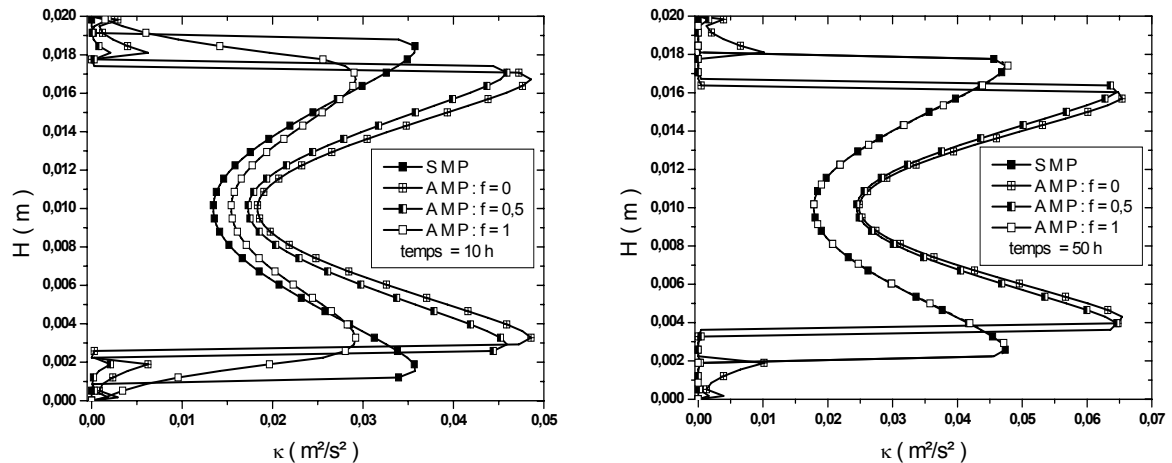 0,020
0,018
0,016
0,014
0,012
0,010
0,008
0,006
0,004
0,002
0,000
H (m)
0,00 0,01 0,02 0,03 0,04 0,05
κ ( m²/s² )
SMP
AMP: f = 0
AMP: f = 0,5
AMP: f = 1
temps = 10 h
0,020
0,018
0,016
0,014
0,012
0,010
0,008
0,006
0,004
0,002
0,000
H (m)
0,00 0,01 0,02 0,03 0,04 0,05 0,06 0,07
κ ( m²/s² )
SMP
AMP: f = 0
AMP: f = 0,5
AMP: f = 1
temps = 50 h